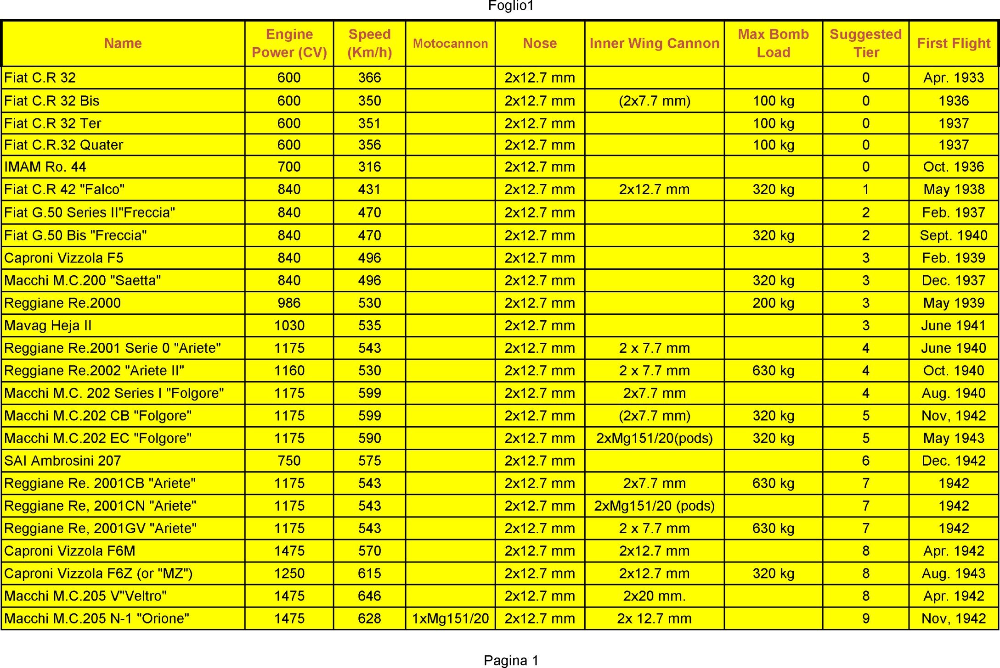 Foglio1
Name Engine Power (CV) Speed (Km/h) Motocannon Nose Inner Wing Cannon Max Bomb Load Suggested Tier First Flight
Fiat C.R 32 600 366 2x12.7 mm 0 Apr. 1933
Fiat C.R 32 Bis 600 350 2x12.7 mm (2x7.7 mm) 100 kg 0 1936
Fiat C.R 32 Ter 600 351 2x12.7 mm 100 kg 0 1937
Fiat C.R.32 Quater 600 356 2x12.7 mm 100 kg 0 1937
IMAM Ro. 44 700 316 2x12.7 mm 0 Oct. 1936
Fiat C.R 42 "Falco" 840 431 2x12.7 mm 2x12.7 mm 320 kg 1 May 1938
Fiat G.50 Series II"Freccia" 840 470 2x12.7 mm 2 Feb. 1937
Fiat G.50 Bis "Freccia" 840 470 2x12.7 mm 320 kg 2 Sept. 1940
Caproni Vizzola F5 840 496 2x12.7 mm 3 Feb. 1939
Macchi M.C.200 "Saetta" 840 496 2x12.7 mm 320 kg 3 Dec. 1937
Reggiane Re.2000 986 530 2x12.7 mm 200 kg 3 May 1939
Mavag Heja II 1030 535 2x12.7 mm 3 June 1941
Reggiane Re.2001 Serie 0 "Ariete" 1175 543 2x12.7 mm 2 x 7.7 mm 4 June 1940
Reggiane Re.2002 "Ariete II" 1160 530 2x12.7 mm 2 x 7.7 mm 630 kg 4 Oct. 1940
Macchi M.C. 202 Series I "Folgore" 1175 599 2x12.7 mm 2x7.7 mm 4 Aug. 1940
Macchi M.C.202 CB "Folgore" 1175 599 2x12.7 mm (2x7.7 mm) 320 kg 5 Nov, 1942
Macchi M.C.202 EC "Folgore" 1175 590 2x12.7 mm 2xMg151/20(pods) 320 kg 5 May 1943
SAI Ambrosini 207 750 575 2x12.7 mm 6 Dec. 1942
Reggiane Re. 2001CB "Ariete" 1175 543 2x12.7 mm 2x7.7 mm 630 kg 7 1942
Reggiane Re, 2001CN "Ariete" 1175 543 2x12.7 mm 2xMg151/20 (pods) 7 1942
Reggiane Re, 2001GV "Ariete" 1175 543 2x12.7 mm 2 x 7.7 mm 630 kg 7 1942
Caproni Vizzola F6M 1475 570 2x12.7 mm 2x12.7 mm 8 Apr. 1942
Caproni Vizzola F6Z (or "MZ") 1250 615 2x12.7 mm 2x12.7 mm 320 kg 8 Aug. 1943
Macchi M.C.205 V"Veltro" 1475 646 2x12.7 mm 2x20 mm. 8 Apr. 1942
Macchi M.C.205 N-1 "Orione" 1475 628 1xMg151/20 2x12.7 mm 2x 12.7 mm 9 Nov, 1942
Pagina 1